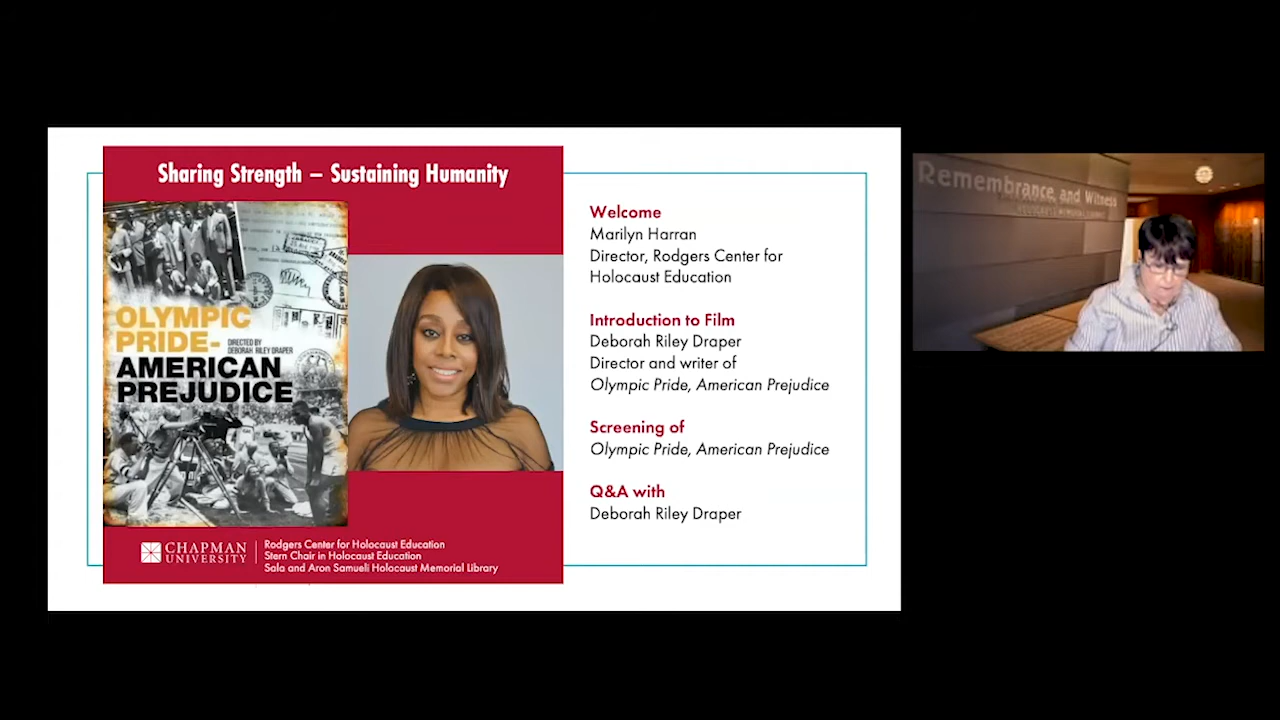 Sharing Strength – Sustaining Humanity
OLYMPIC
PRIDE-
DIRECTED BY
DEBORAH RILEY DRAPER
AMERICAN
PREJUDICE
CHAPMAN
UNIVERSITY
Rodgers Center for Holocaust Education
Stern Chair in Holocaust Education
Sala and Aron Samueli Holocaust Memorial Library
Welcome
Marilyn Harran
Director, Rodgers Center for
Holocaust Education
Introduction to Film
Deborah Riley Draper
Director and writer of
Olympic Pride, American Prejudice
Screening of
Olympic Pride, American Prejudice
Q&A with
Deborah Riley Draper
Remembrance and Witness